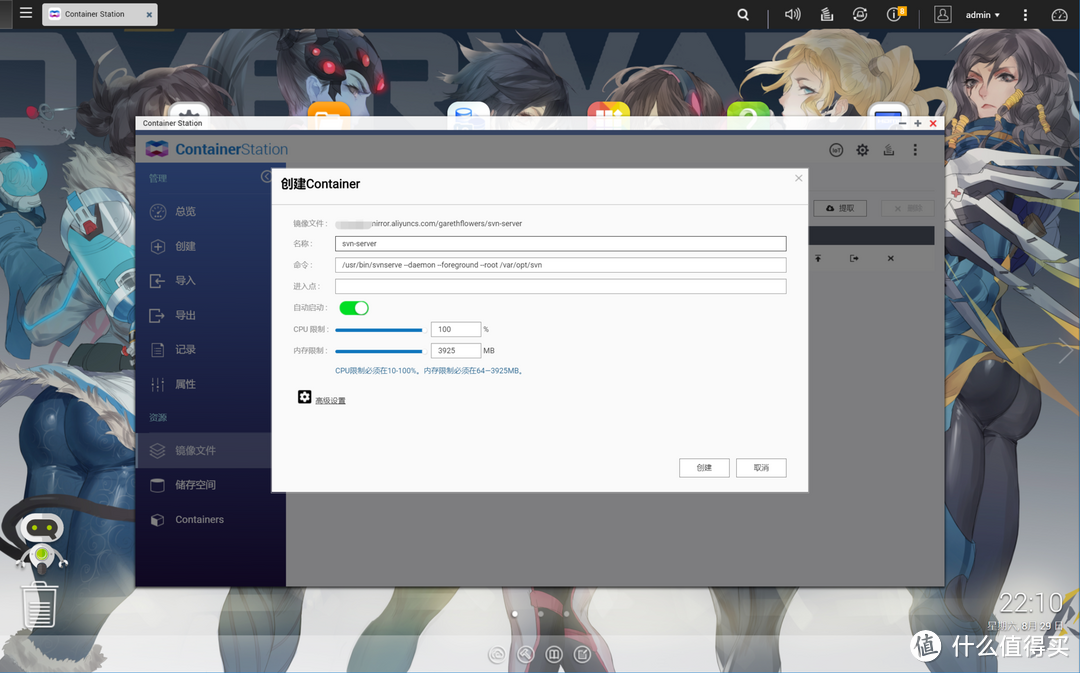 Container Station
8
admin
Container Station
ContainerStation
管理
总览
创建
导入
导出
记录
属性
资源
镜像文件
储存空间
Containers
提取
删除
创建Container
镜像文件： nirror.aliyuncs.com/garethflowers/svn-server
名称： svn-server
命令： /usr/bin/svnserve --daemon --foreground --root /var/opt/svn
进入点：
自动启动：
CPU 限制： 100 %
内存限制： 3925 MB
CPU限制必须在10-100%。内存限制必须在64~3925MB。
高级设置
创建 取消
22:10
星期六, 8月 29 日
值 什么值得买